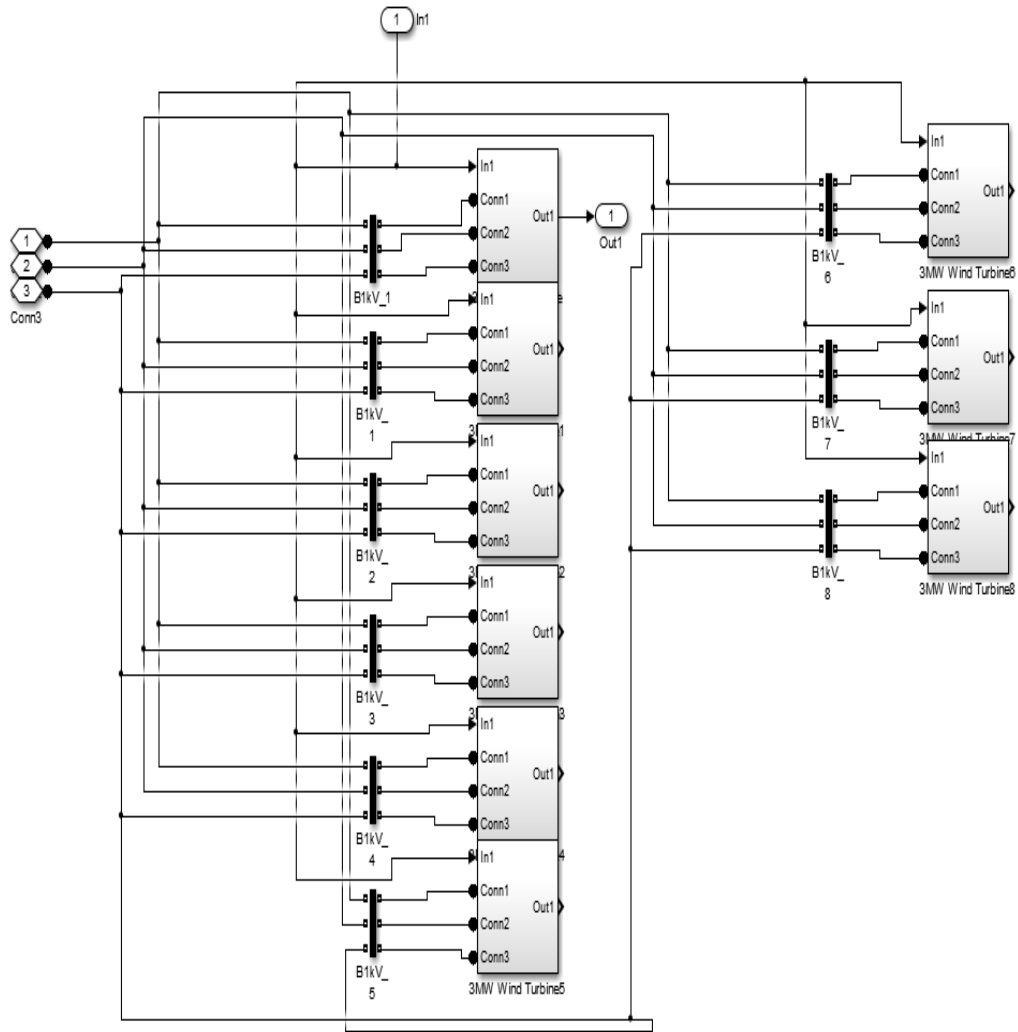 1
In1
1
2
3
Conn3
In1
Conn1
Conn2
Conn3
Out1
1
Out1
B1kV_1
In1
Conn1
Conn2
Conn3
Out1
B1kV_
1
In1
Conn1
Conn2
Conn3
Out1
B1kV_
2
In1
Conn1
Conn2
Conn3
Out1
B1kV_
3
In1
Conn1
Conn2
Conn3
Out1
B1kV_
4
In1
Conn1
Conn2
Conn3
Out1
B1kV_
5
3MW Wind Turbine5
In1
Conn1
Conn2
Conn3
Out1
B1kV_
6
3MW Wind Turbine6
In1
Conn1
Conn2
Conn3
Out1
B1kV_
7
3MW Wind Turbine7
In1
Conn1
Conn2
Conn3
Out1
B1kV_
8
3MW Wind Turbine8